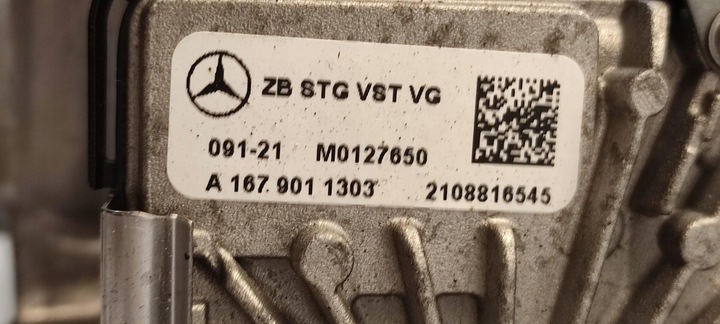 ZB STG VST VG
091-21 M0127650
A 167 901 1303 2108816545